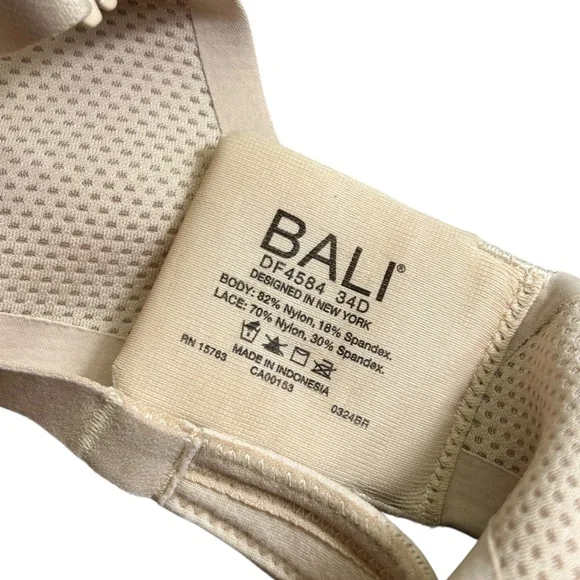 BALI®
DF4584 34D
DESIGNED IN NEW YORK
BODY: 82% Nylon, 18% Spandex.
LACE: 70% Nylon, 30% Spandex.
RN 15763 MADE IN INDONESIA
CA00153 0324BR